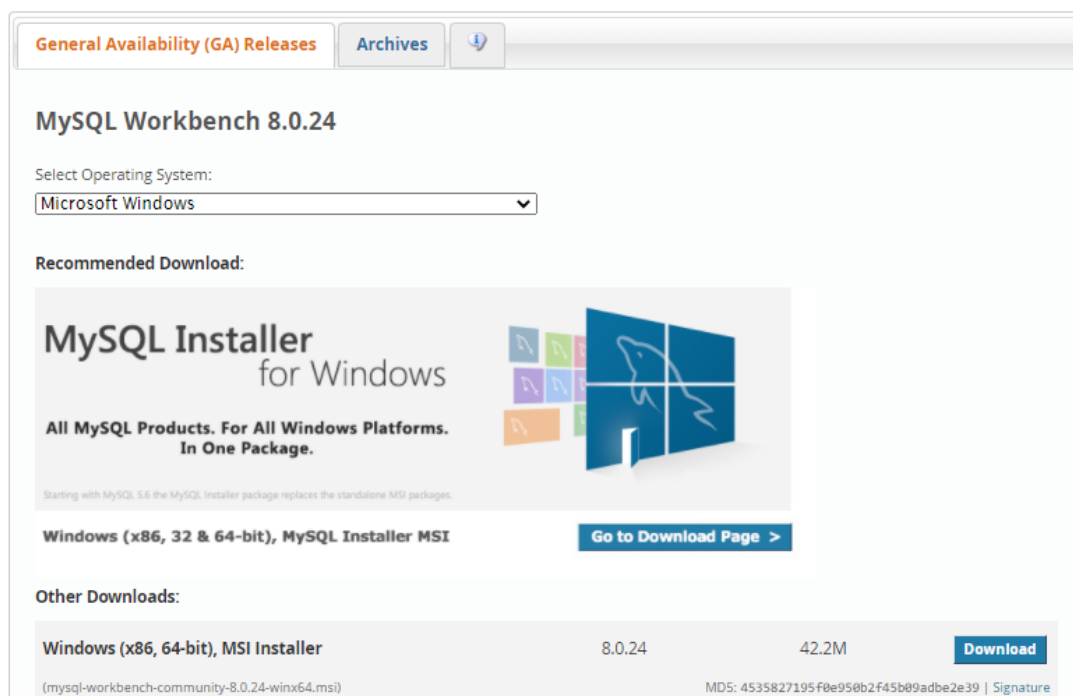 General Availability (GA) Releases
Archives
MySQL Workbench 8.0.24
Select Operating System:
Microsoft Windows
Recommended Download:
MySQL Installer
for Windows
All MySQL Products. For All Windows Platforms.
In One Package.
Starting with MySQL 5.6 the MySQL Installer package replaces the standalone MSI packages.
Windows (x86, 32 & 64-bit), MySQL Installer MSI
Go to Download Page >
Other Downloads:
Windows (x86, 64-bit), MSI Installer 8.0.24 42.2M Download
(mysql-workbench-community-8.0.24-winx64.msi) MD5: 4535827195f0e950b2f45b09adbe2e39 | Signature